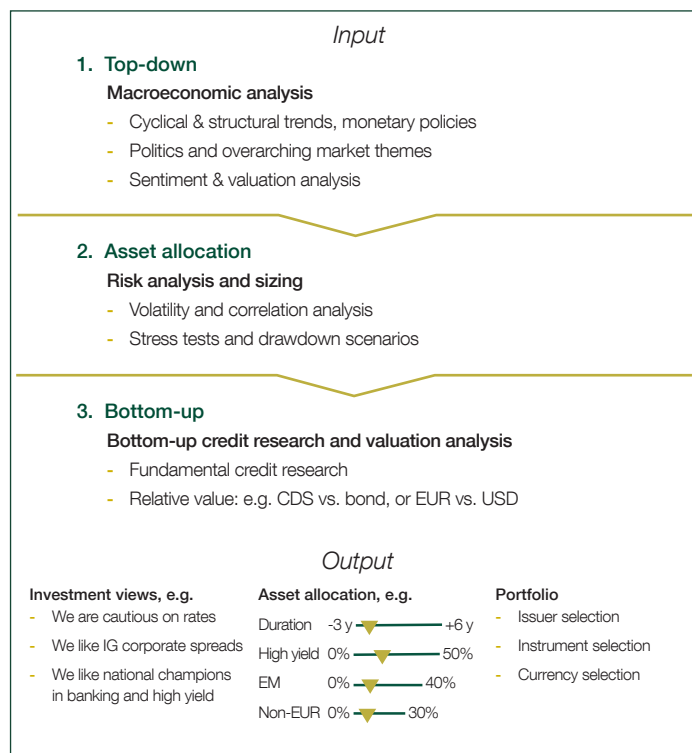 Input
1. Top-down
Macroeconomic analysis
- Cyclical & structural trends, monetary policies
- Politics and overarching market themes
- Sentiment & valuation analysis
2. Asset allocation
Risk analysis and sizing
- Volatility and correlation analysis
- Stress tests and drawdown scenarios
3. Bottom-up
Bottom-up credit research and valuation analysis
- Fundamental credit research
- Relative value: e.g. CDS vs. bond, or EUR vs. USD
Output
Investment views, e.g.
- We are cautious on rates
- We like IG corporate spreads
- We like national champions
in banking and high yield
Asset allocation, e.g.
Duration -3 y +6 y
High yield 0% 50%
EM 0% 40%
Non-EUR 0% 30%
Portfolio
- Issuer selection
- Instrument selection
- Currency selection